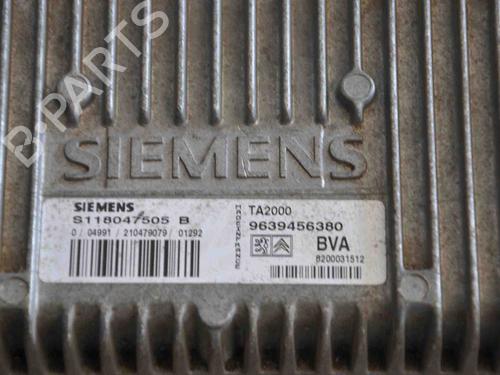 B-PARTS
SIEMENS
SIEMENS
S118047505 B
0 / 04991 / 210479079 / 01292
TA2000
9639456380
BVA
8200031512